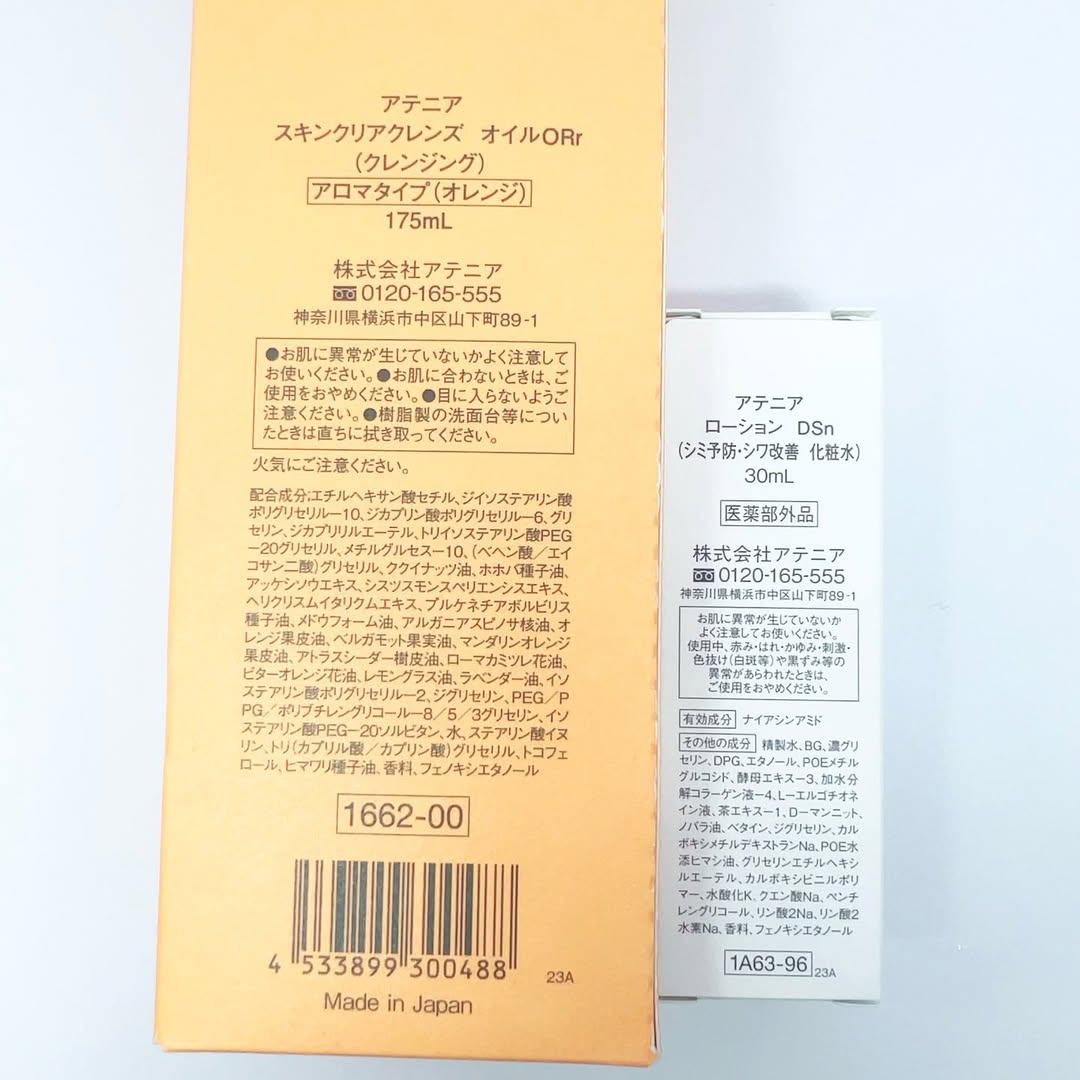 アテニア
スキンクリアクレンズ オイルORr
(クレンジング)
アロマタイプ(オレンジ)
175mL
株式会社アテニア
0120-165-555
神奈川県横浜市中区山下町89-1
●お肌に異常が生じていないかよく注意して
お使いください。●お肌に合わないときは、ご
使用をおやめください。●目に入らないようご
注意ください。●樹脂製の洗面台等につい
たときは直ちに拭き取ってください。
火気にご注意ください。
配合成分;エチルヘキサン酸セチル、ジイソステアリン酸
ポリグリセリル-10、ジカプリン酸ポリグリセリル-6、グリ
セリン、ジカプリリルエーテル、トリイソステアリン酸PEG
-20グリセリル、メチルグルセス-10、(ベヘン酸/エイ
コサン二酸)グリセリル、ククイナッツ油、ホホバ種子油、
アッケシソウエキス、シスツスモンスペリエンシスエキス、
ヘリクリスムイタリクムエキス、プルケネチアボルビリス
種子油、メドウフォーム油、アルガニアスピノサ核油、オ
レンジ果皮油、ベルガモット果実油、マンダリンオレンジ
果皮油、アトラスシーダー樹皮油、ローマカミツレ花油、
ビターオレンジ花油、レモングラス油、ラベンダー油、イソ
ステアリン酸ポリグリセリル-2、ジグリセリン、PEG/P
PG/ポリブチレングリコール-8/5/3グリセリン、イソ
ステアリン酸PEG-20ソルビタン、水、ステアリン酸イヌ
リン、トリ(カプリル酸/カプリン酸)グリセリル、トコフェ
ロール、ヒマワリ種子油、香料、フェノキシエタノール
1662-00
4 533899 300488
23A
Made in Japan
アテニア
ローション DSn
(シミ予防・シワ改善 化粧水)
30mL
医薬部外品
株式会社アテニア
0120-165-555
神奈川県横浜市中区山下町89-1
お肌に異常が生じていないか
よく注意してお使いください。
使用中、赤み・はれ・かゆみ・刺激・
色抜け(白斑等)や黒ずみ等の
異常があらわれたときは、
ご使用をおやめください。
有効成分 ナイアシンアミド
その他の成分 精製水、BG、濃グリ
セリン、DPG、エタノール、POEメチル
グルコシド、酵母エキス-3、加水分
解コラーゲン液-4、L-エルゴチオネ
イン液、茶エキス-1、D-マンニット、
ノバラ油、ベタイン、ジグリセリン、カル
ボキシメチルデキストランNa、POE水
添ヒマシ油、グリセリンエチルヘキシ
ルエーテル、カルボキシビニルポリ
マー、水酸化K、クエン酸Na、ペンチ
レングリコール、リン酸2Na、リン酸2
水素Na、香料、フェノキシエタノール
1A63-96
23A